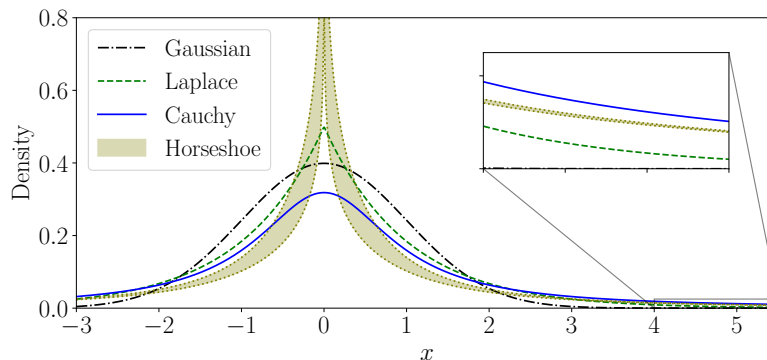 0.8
0.6
0.4
0.2
0.0
Density
Gaussian
Laplace
Cauchy
Horseshoe
−3 −2 −1 0 1 2 3 4 5
x